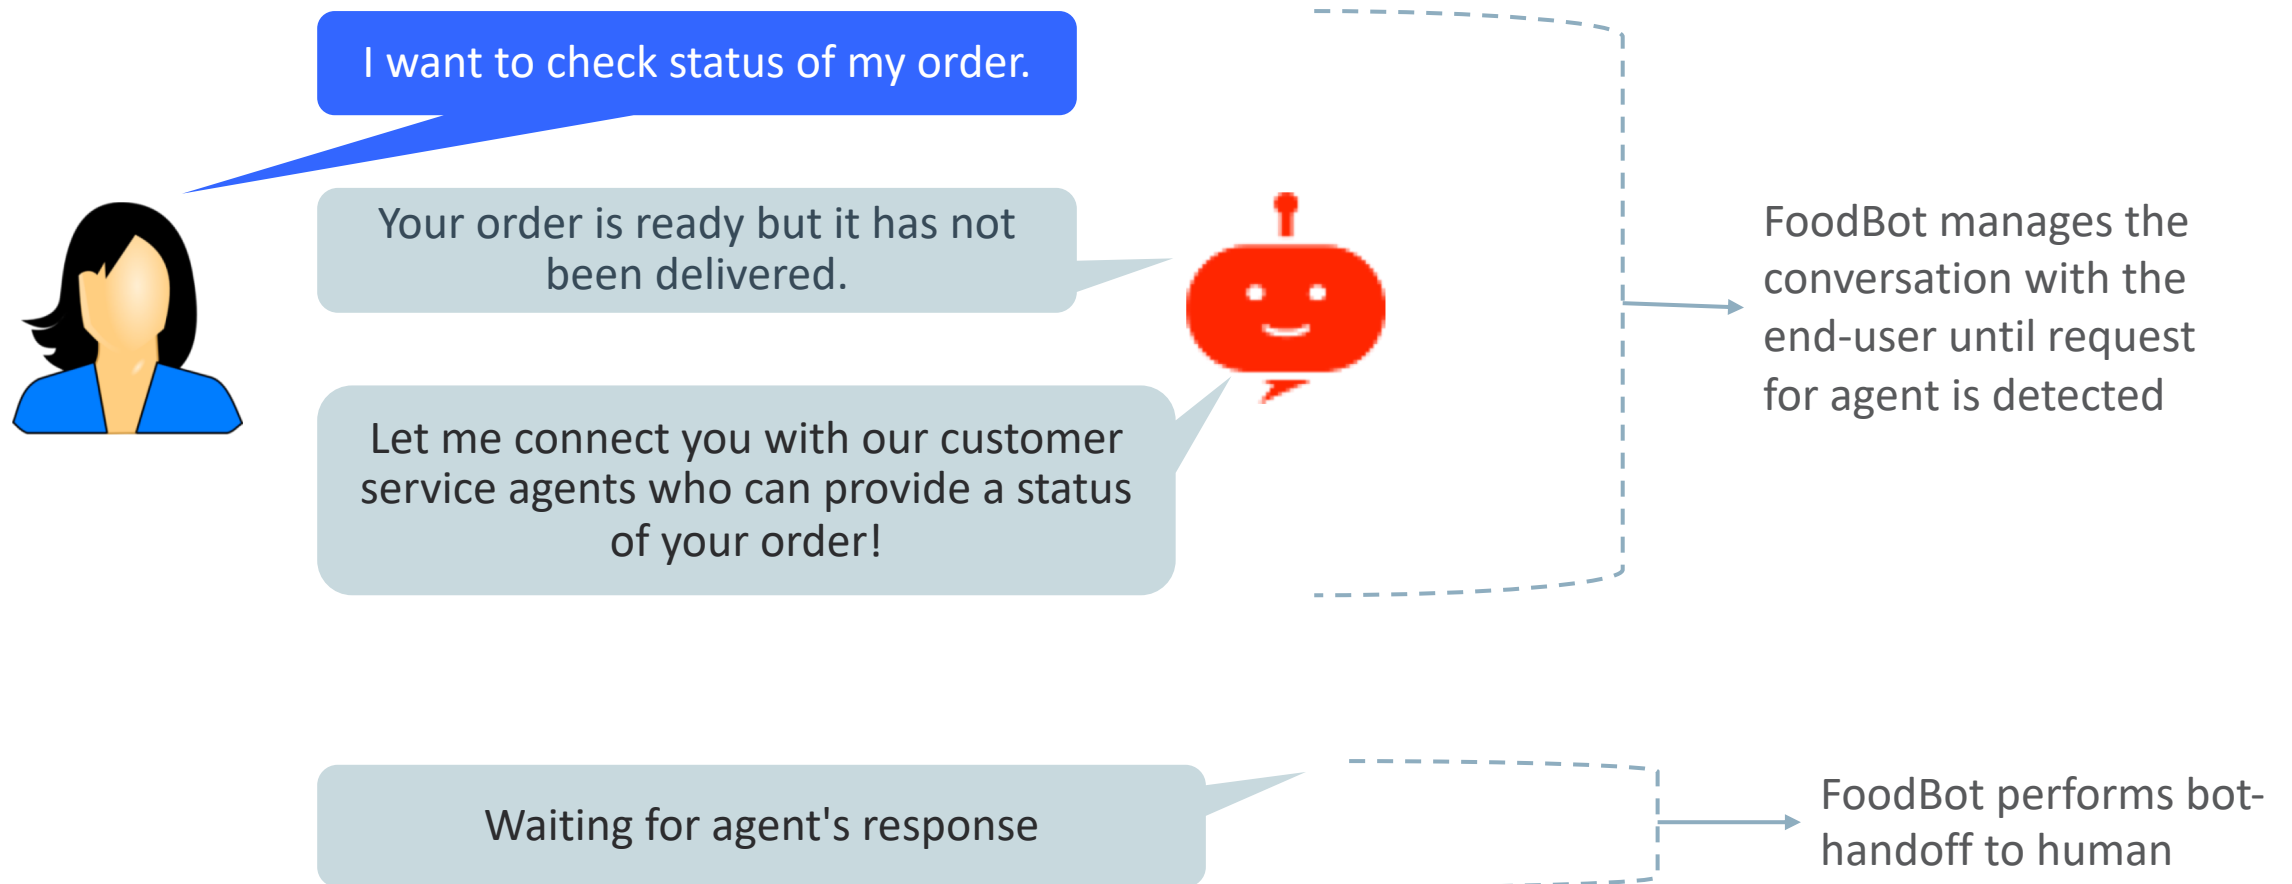 I want to check status of my order.
Your order is ready but it has not
been delivered.
Let me connect you with our customer
service agents who can provide a status
of your order!
FoodBot manages the
conversation with the
end-user until request
for agent is detected
Waiting for agent's response
FoodBot performs bot-
handoff to human